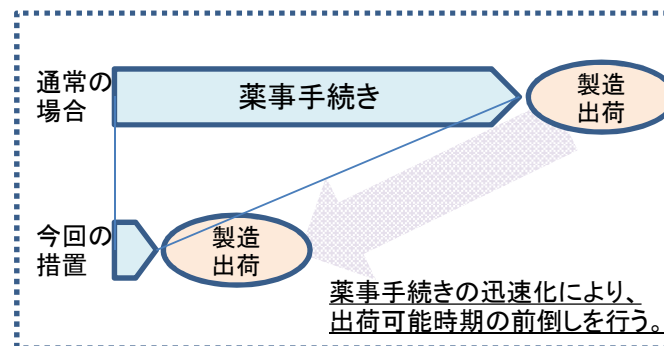 通常の
場合
薬事手続き
製造
出荷
今回の
措置
製造
出荷
薬事手続きの迅速化により、
出荷可能時期の前倒しを行う。